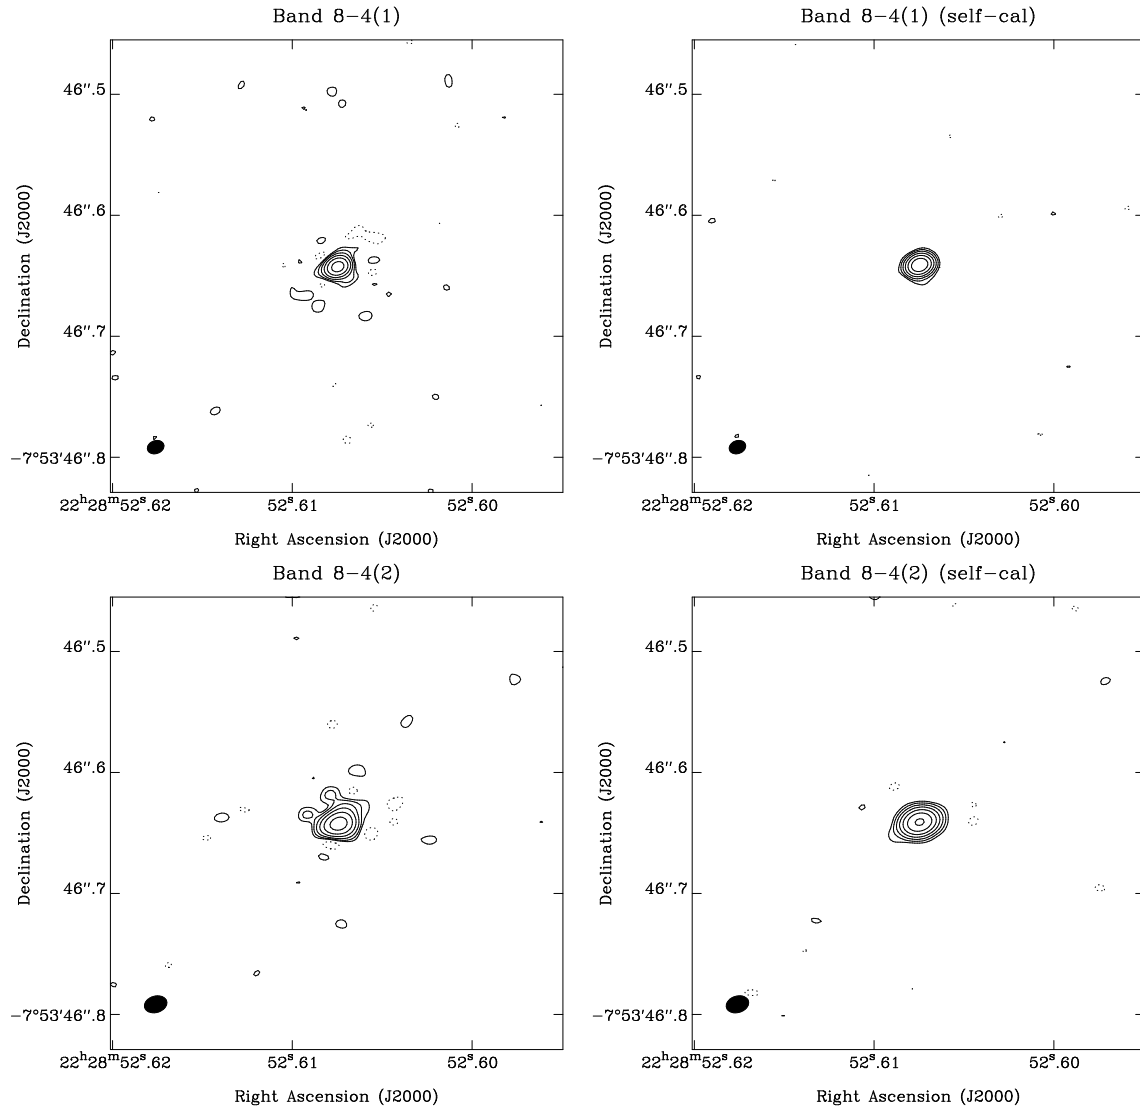 Band 8−4(1)
Band 8−4(1) (self−cal)
46".5
46".5
46".6
46".6
Declination (J2000)
Declination (J2000)
46".7
46".7
−7°53′46".8
−7°53′46".8
22ʰ28ᵐ52ˢ.62
52ˢ.61
52ˢ.60
22ʰ28ᵐ52ˢ.62
52ˢ.61
52ˢ.60
Right Ascension (J2000)
Right Ascension (J2000)
Band 8−4(2)
Band 8−4(2) (self−cal)
46".5
46".5
46".6
46".6
Declination (J2000)
Declination (J2000)
46".7
46".7
−7°53′46".8
−7°53′46".8
22ʰ28ᵐ52ˢ.62
52ˢ.61
52ˢ.60
22ʰ28ᵐ52ˢ.62
52ˢ.61
52ˢ.60
Right Ascension (J2000)
Right Ascension (J2000)